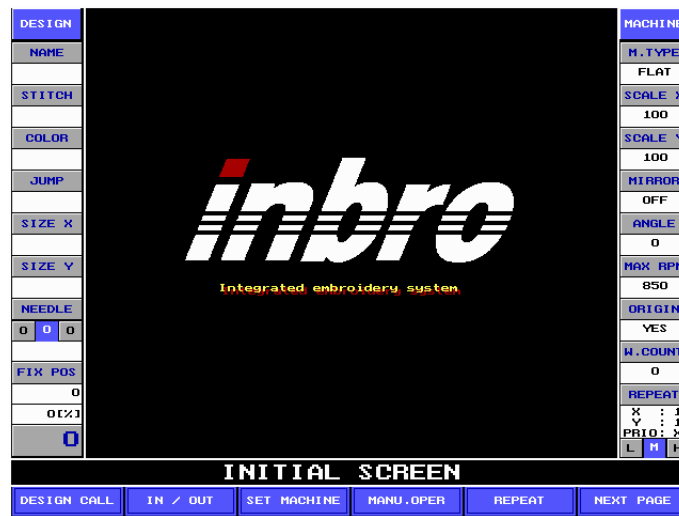 DESIGN
NAME
STITCH
COLOR
JUMP
SIZE X
SIZE Y
NEEDLE
0 0 0
FIX POS
0
0[%]
0
inbro
Integrated embroidery system
MACHINE
M.TYPE
FLAT
SCALE X
100
SCALE Y
100
MIRROR
OFF
ANGLE
0
MAX RPM
850
ORIGIN
YES
W.COUNT
0
REPEAT
X : 1
Y : 1
PRIO: X
L M H
INITIAL SCREEN
DESIGN CALL IN / OUT SET MACHINE MANU.OPER REPEAT NEXT PAGE